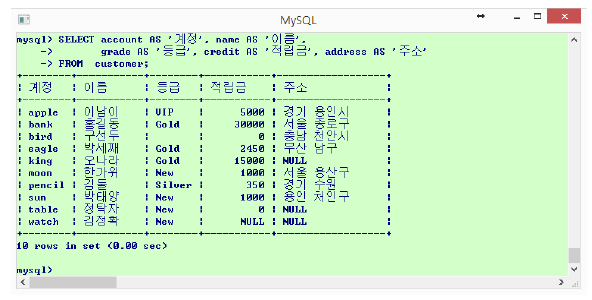 MySQL
mysql> SELECT account AS '계정', name AS '이름',
-> grade AS '등급', credit AS '적립금', address AS '주소'
-> FROM customer;
+--------+--------+--------+--------+--------------+
| 계정 | 이름 | 등급 | 적립금 | 주소 |
+--------+--------+--------+--------+--------------+
| apple | 이남이 | VIP | 5000 | 경기 용인시 |
| bank | 홍길동 | Gold | 30000 | 서울 종로구 |
| bird | 구선두 | | 0 | 충남 천안시 |
| eagle | 박세째 | Gold | 2450 | 부산 남구 |
| king | 오나라 | Gold | 15000 | NULL |
| moon | 한가위 | New | 1000 | 서울 용산구 |
| pencil | 김돌 | Silver | 350 | 경기 수원 |
| sun | 박태양 | New | 1000 | 용인 처인구 |
| table | 정탁자 | New | 0 | NULL |
| watch | 김정확 | New | NULL | NULL |
+--------+--------+--------+--------+--------------+
10 rows in set (0.00 sec)
mysql>